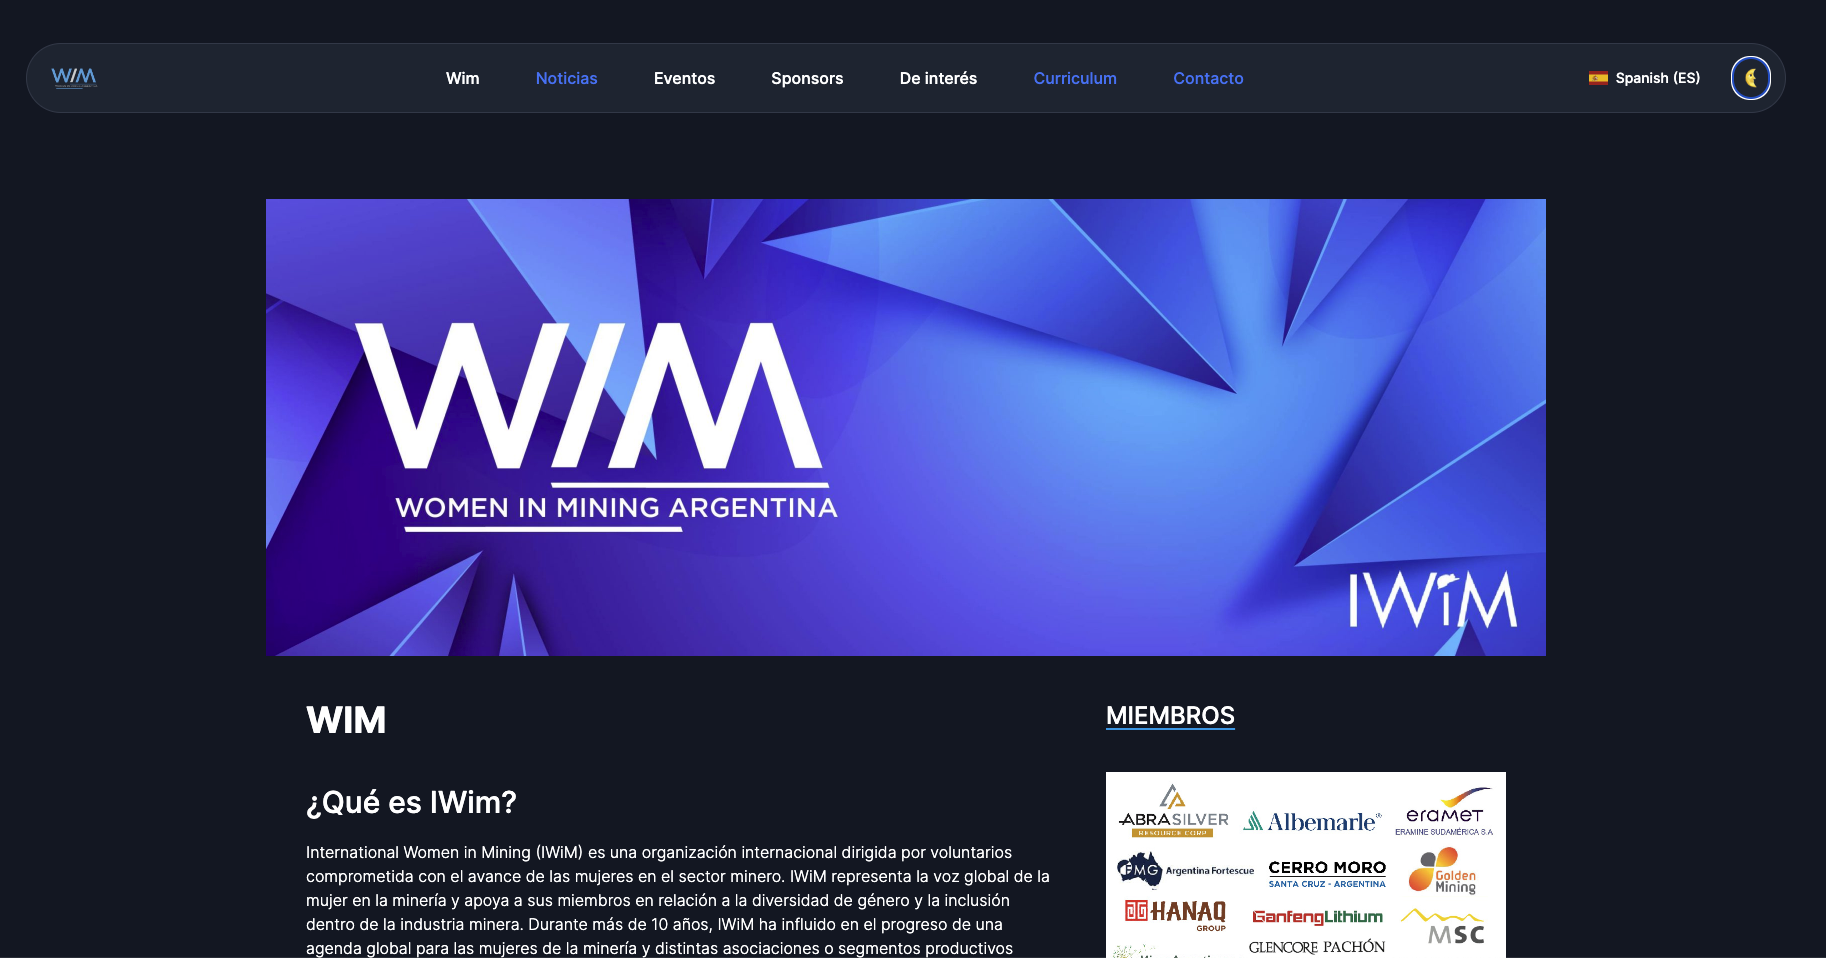 WIM
Wim
Noticias
Eventos
Sponsors
De interés
Curriculum
Contacto
Spanish (ES)
WIM
WOMEN IN MINING ARGENTINA
IWiM
WIM
¿Qué es IWim?
International Women in Mining (IWiM) es una organización internacional dirigida por voluntarios
comprometida con el avance de las mujeres en el sector minero. IWiM representa la voz global de la
mujer en la minería y apoya a sus miembros en relación a la diversidad de género y la inclusión
dentro de la industria minera. Durante más de 10 años, IWiM ha influido en el progreso de una
agenda global para las mujeres de la minería y distintas asociaciones o segmentos productivos
MIEMBROS
ABRASILVER
RESOURCE CORP
Albemarle®
eramet
ERAMINE SUDAMÉRICA S.A
FMG Argentina Fortescue
CERRO MORO
SANTA CRUZ - ARGENTINA
Golden
Mining
HANAQ
GROUP
GanfengLithium
MSC
GLENCORE PACHÓN